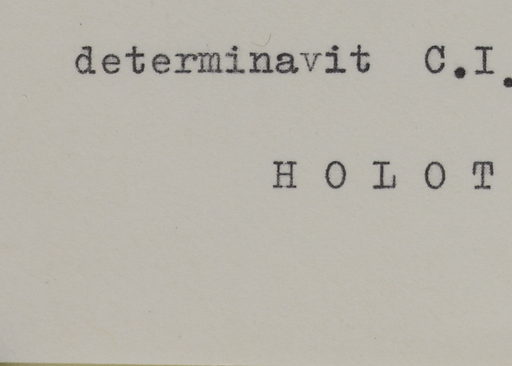 determinavit C.I.
H O L O T